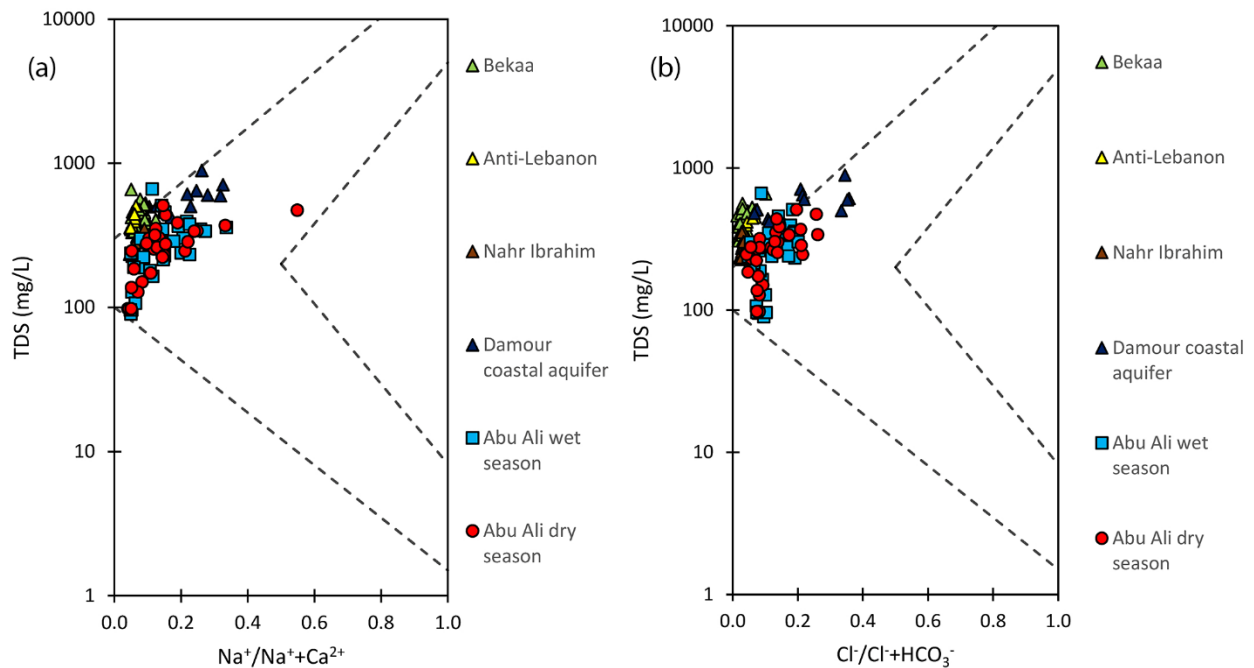 (a)
TDS (mg/L)
10000
1000
100
10
1
0.0 0.2 0.4 0.6 0.8 1.0
Na⁺/Na⁺+Ca²⁺
Bekaa
Anti-Lebanon
Nahr Ibrahim
Damour
coastal aquifer
Abu Ali wet
season
Abu Ali dry
season
(b)
TDS (mg/L)
10000
1000
100
10
1
0.0 0.2 0.4 0.6 0.8 1.0
Cl⁻/Cl⁻+HCO₃⁻
Bekaa
Anti-Lebanon
Nahr Ibrahim
Damour coastal
aquifer
Abu Ali wet
season
Abu Ali dry
season